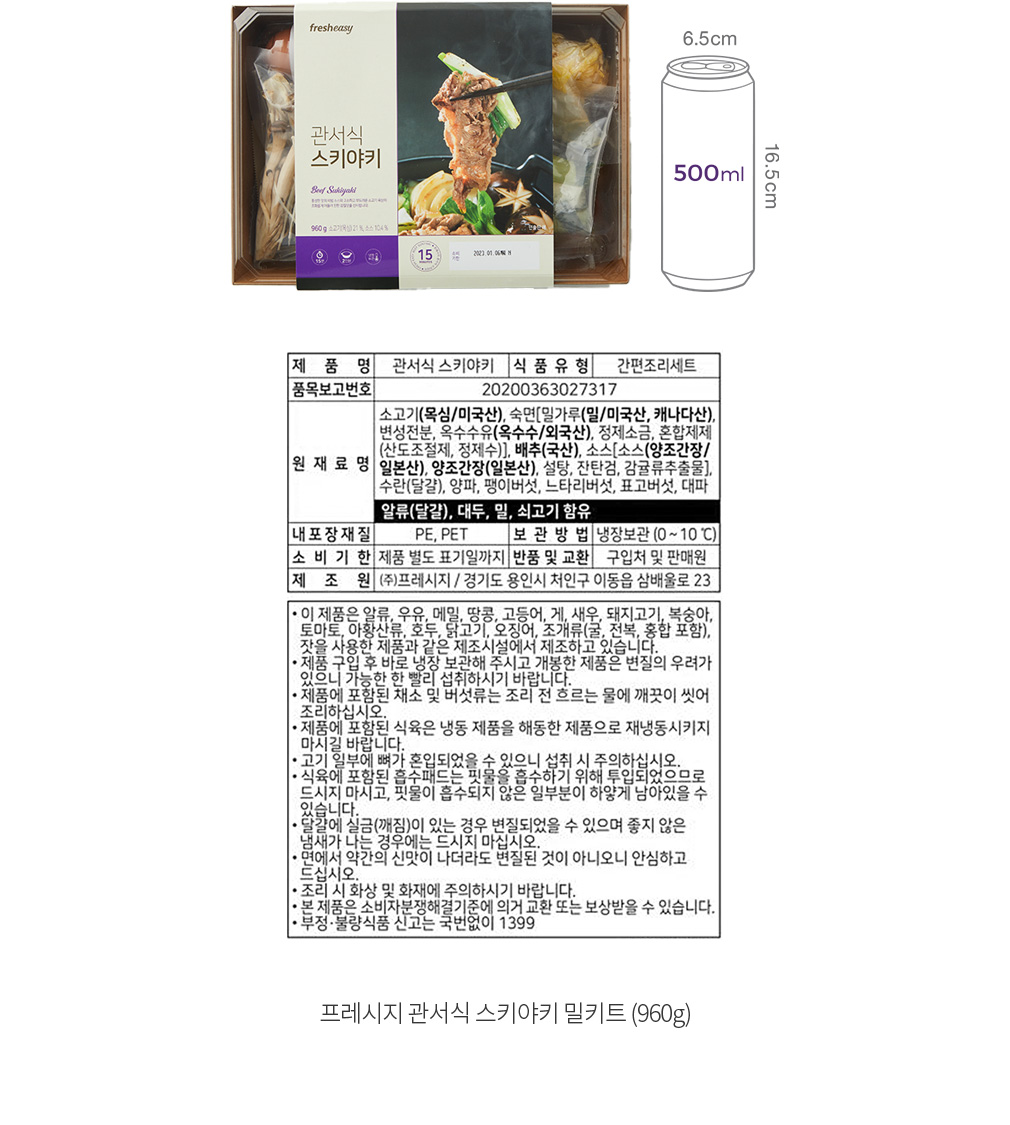 6.5cm
fresheasy
관서식
스키야키
Beef Sukiyaki
960 g 소고기(목심) 21 %, 소스 10.4 %
15
2023. 01. 06
500ml
16.5cm
제 품 명 관서식 스키야키 식 품 유 형 간편조리세트
품목보고번호 20200363027317
원 재 료 명
소고기(목심/미국산), 숙면[밀가루(밀/미국산, 캐나다산),
변성전분, 옥수수유(옥수수/외국산), 정제소금, 혼합제제
(산도조절제, 정제수)], 배추(국산), 소스[소스(양조간장/
일본산), 양조간장(일본산), 설탕, 잔탄검, 감귤류추출물],
수란(달걀), 양파, 팽이버섯, 느타리버섯, 표고버섯, 대파
알류(달걀), 대두, 밀, 쇠고기 함유
내포장재질 PE, PET 보 관 방 법 냉장보관 (0 ~ 10 ℃)
소 비 기 한 제품 별도 표기일까지 반품 및 교환 구입처 및 판매원
제 조 원 ㈜프레시지 / 경기도 용인시 처인구 이동읍 삼배울로 23
• 이 제품은 알류, 우유, 메밀, 땅콩, 고등어, 게, 새우, 돼지고기, 복숭아,
토마토, 아황산류, 호두, 닭고기, 오징어, 조개류(굴, 전복, 홍합 포함),
잣을 사용한 제품과 같은 제조시설에서 제조하고 있습니다.
• 제품 구입 후 바로 냉장 보관해 주시고 개봉한 제품은 변질의 우려가
있으니 가능한 한 빨리 섭취하시기 바랍니다.
• 제품에 포함된 채소 및 버섯류는 조리 전 흐르는 물에 깨끗이 씻어
조리하십시오.
• 제품에 포함된 식육은 냉동 제품을 해동한 제품으로 재냉동시키지
마시길 바랍니다.
• 고기 일부에 뼈가 혼입되었을 수 있으니 섭취 시 주의하십시오.
• 식육에 포함된 흡수패드는 핏물을 흡수하기 위해 투입되었으므로
드시지 마시고, 핏물이 흡수되지 않은 일부분이 하얗게 남아있을 수
있습니다.
• 달걀에 실금(깨짐)이 있는 경우 변질되었을 수 있으며 좋지 않은
냄새가 나는 경우에는 드시지 마십시오.
• 면에서 약간의 신맛이 나더라도 변질된 것이 아니오니 안심하고
드십시오.
• 조리 시 화상 및 화재에 주의하시기 바랍니다.
• 본 제품은 소비자분쟁해결기준에 의거 교환 또는 보상받을 수 있습니다.
• 부정·불량식품 신고는 국번없이 1399
프레시지 관서식 스키야키 밀키트 (960g)